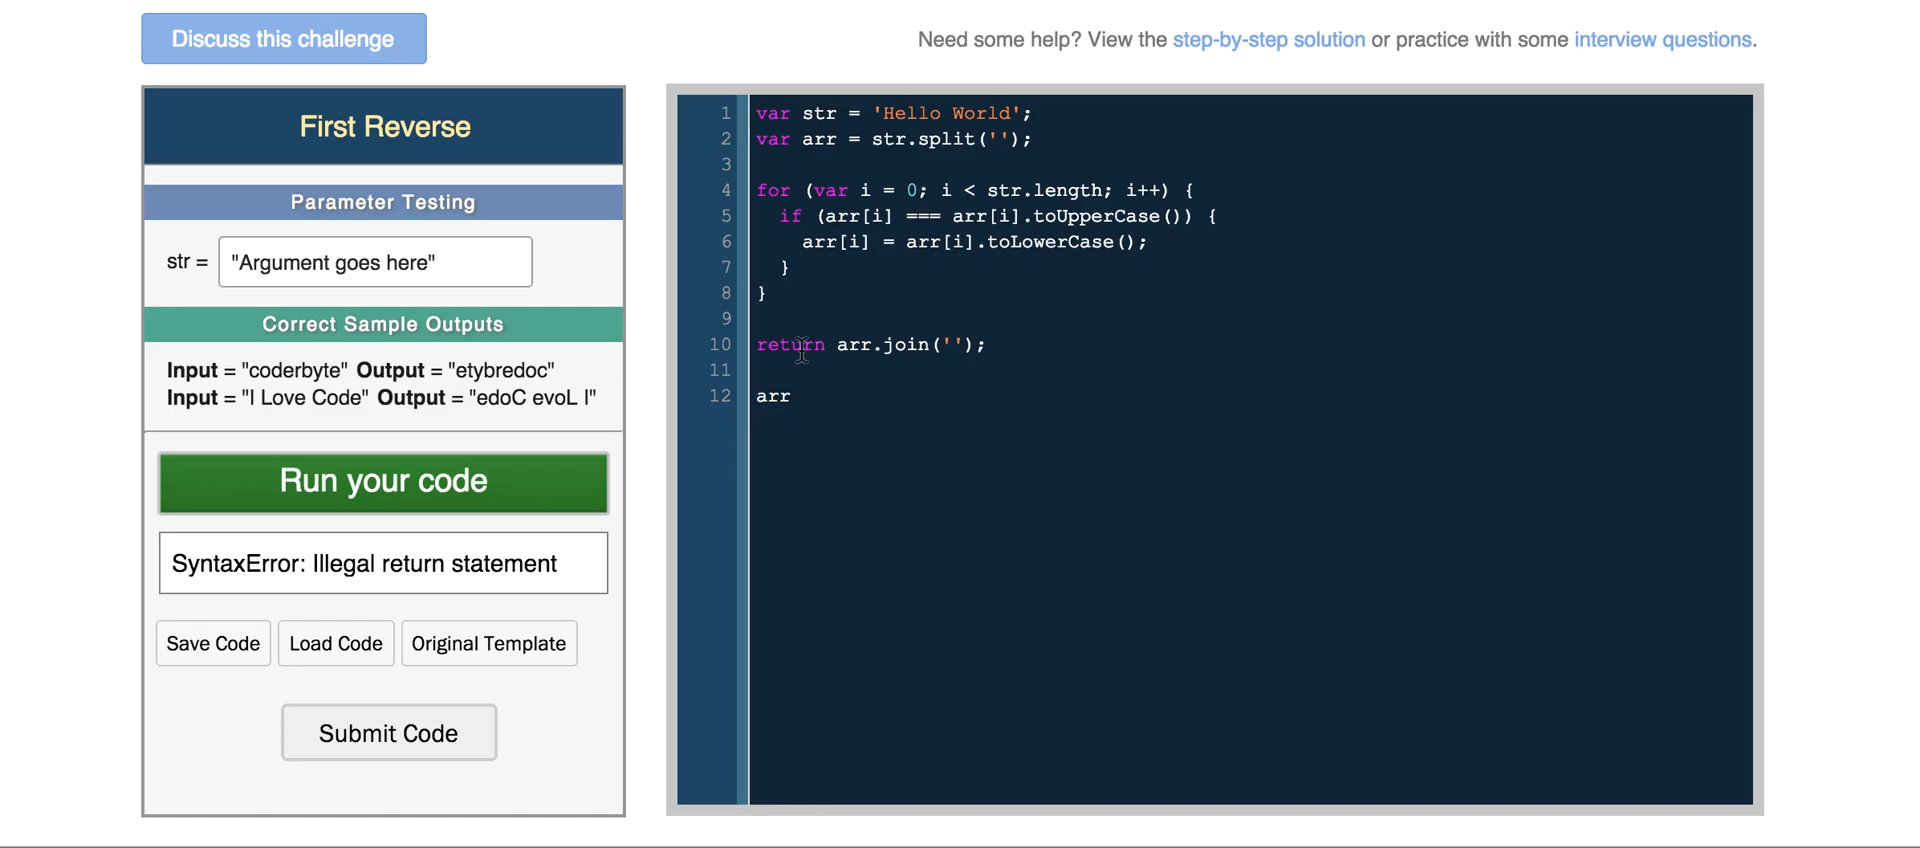 Discuss this challenge
Need some help? View the step-by-step solution or practice with some interview questions.
First Reverse
Parameter Testing
str = "Argument goes here"
Correct Sample Outputs
Input = "coderbyte" Output = "etybredoc"
Input = "I Love Code" Output = "edoC evoL I"
Run your code
SyntaxError: Illegal return statement
Save Code Load Code Original Template
Submit Code
1 var str = 'Hello World';
2 var arr = str.split('');
3
4 for (var i = 0; i < str.length; i++) {
5   if (arr[i] === arr[i].toUpperCase()) {
6     arr[i] = arr[i].toLowerCase();
7   }
8 }
9
10 return arr.join('');
11
12 arr